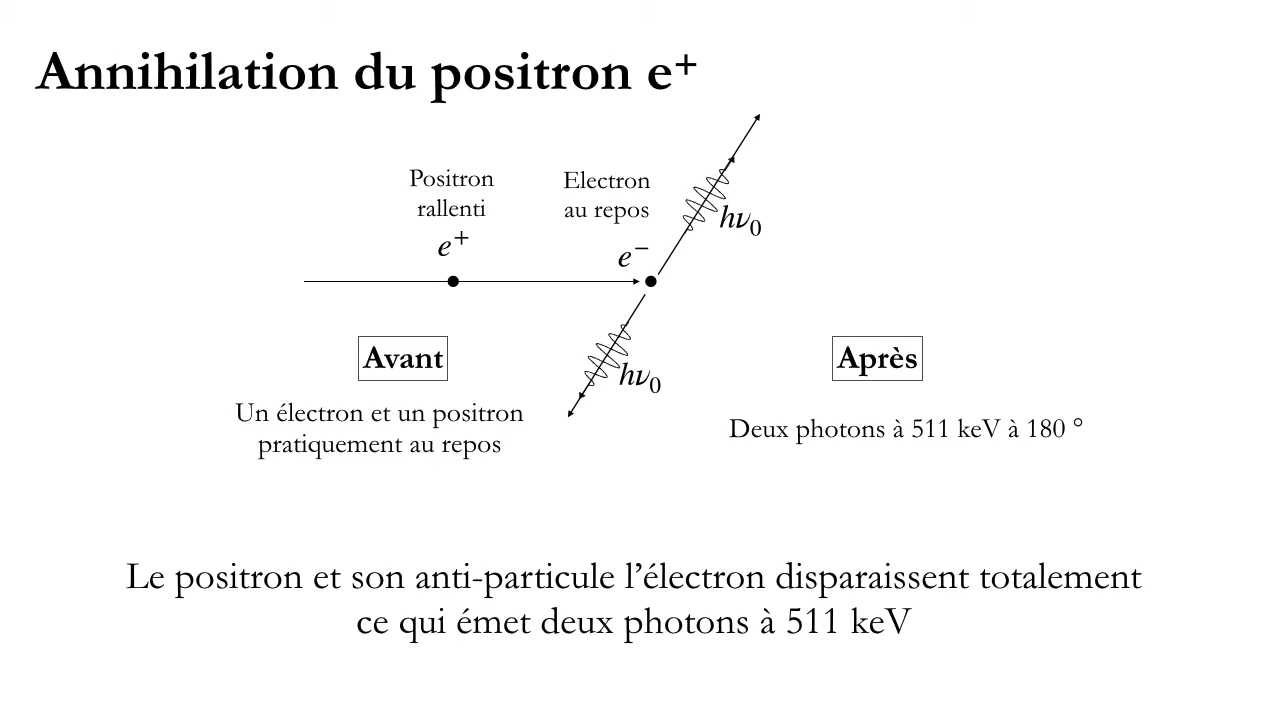 Annihilation du positron e⁺
Positron
rallenti
e⁺
Electron
au repos
e⁻
hν₀
hν₀
Avant
Un électron et un positron
pratiquement au repos
Après
Deux photons à 511 keV à 180 °
Le positron et son anti-particule l’électron disparaissent totalement
ce qui émet deux photons à 511 keV